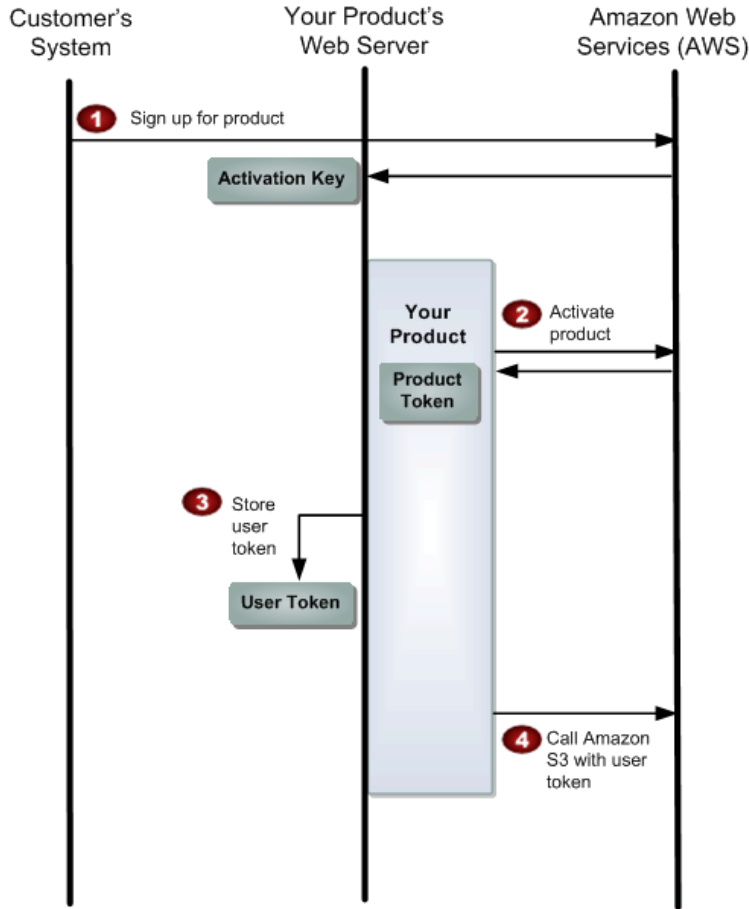 Customer's
System
Your Product's
Web Server
Amazon Web
Services (AWS)
1
Sign up for product
Activation Key
Your
Product
2
Activate
product
Product
Token
3
Store
user
token
User Token
4
Call Amazon
S3 with user
token